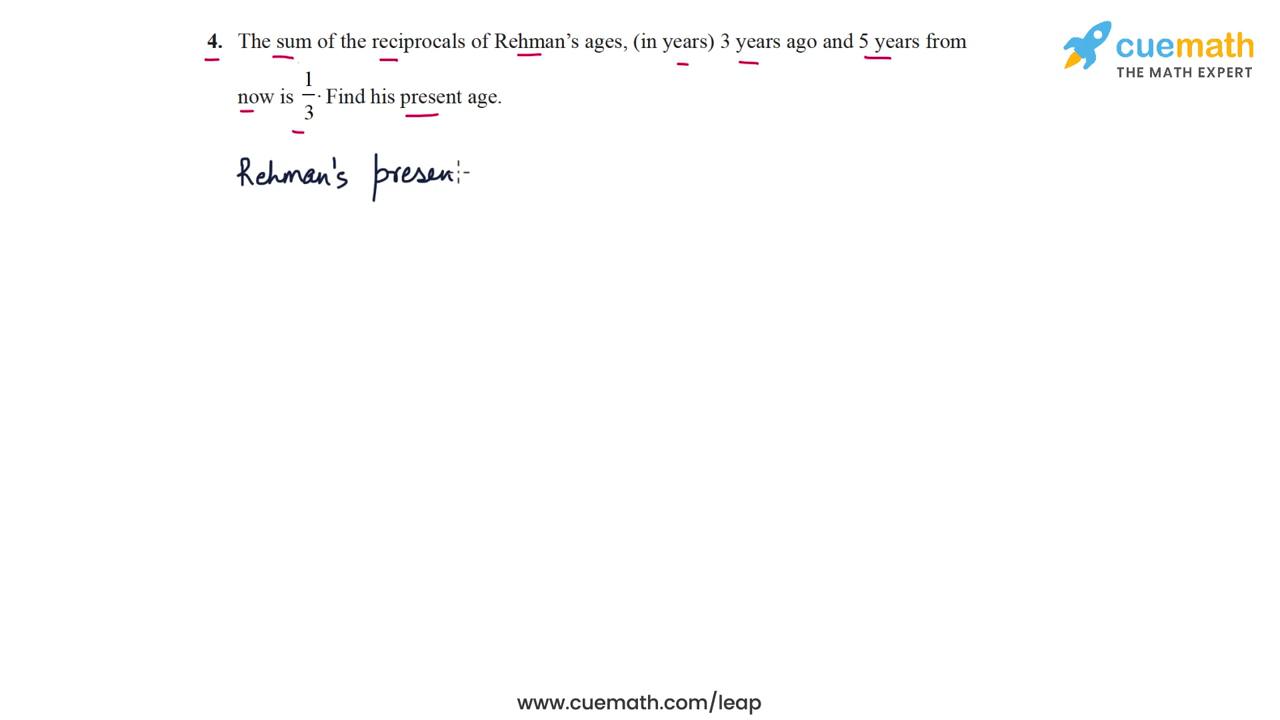 4. The sum of the reciprocals of Rehman's ages, (in years) 3 years ago and 5 years from
now is 1/3. Find his present age.
cuemath
THE MATH EXPERT
Rehman's presen
www.cuemath.com/leap